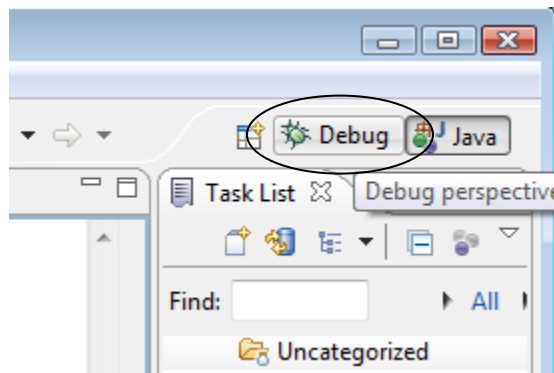 Debug Java
Task List Debug perspective
Find: All
Uncategorized